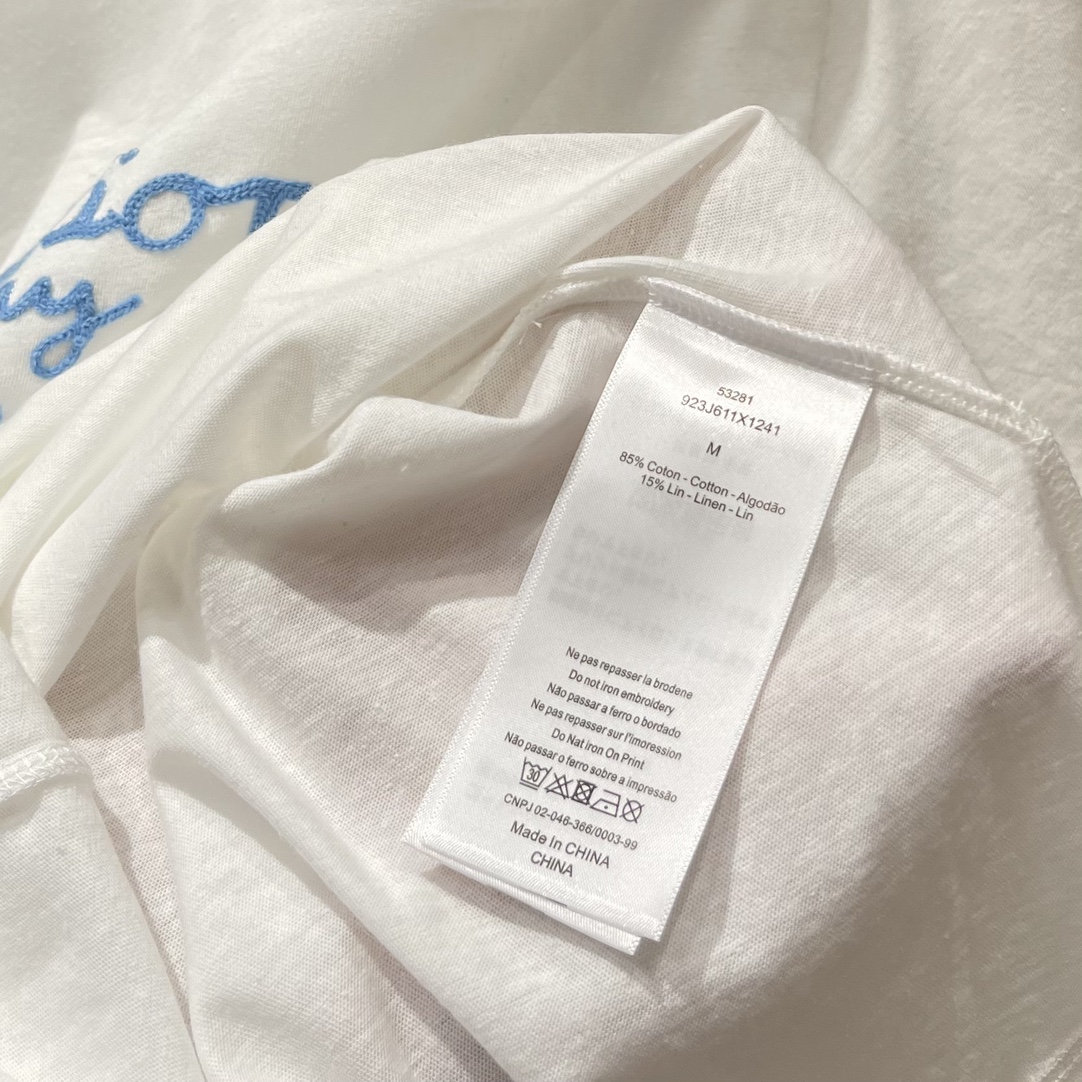 53281
923J611X1241
M
85% Coton - Cotton - Algodão
15% Lin - Linen - Lin
Ne pas repasser la brodene
Do not iron embroidery
Não passar a ferro o bordado
Ne pas repasser sur l'imoression
Do Nat iron On Print
Não passar o ferro sobre a impressão
30
CNPJ 02-046-366/0003-99
Made In CHINA
CHINA